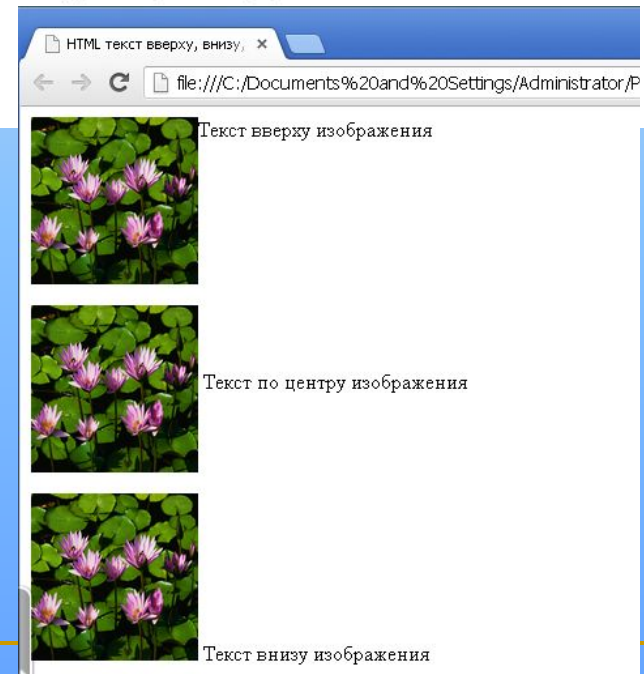 HTML текст вверху, внизу,
file:///C:/Documents%20and%20Settings/Administrator/P
Текст вверху изображения
Текст по центру изображения
Текст внизу изображения